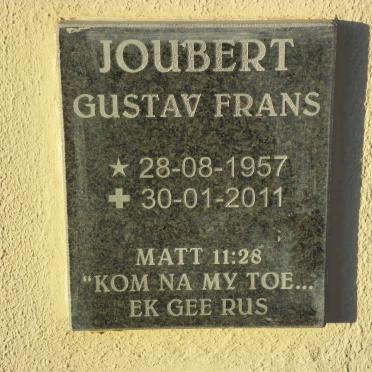 JOUBERT
GUSTAV FRANS
★ 28-08-1957
✚ 30-01-2011
MATT 11:28
"KOM NA MY TOE...
EK GEE RUS